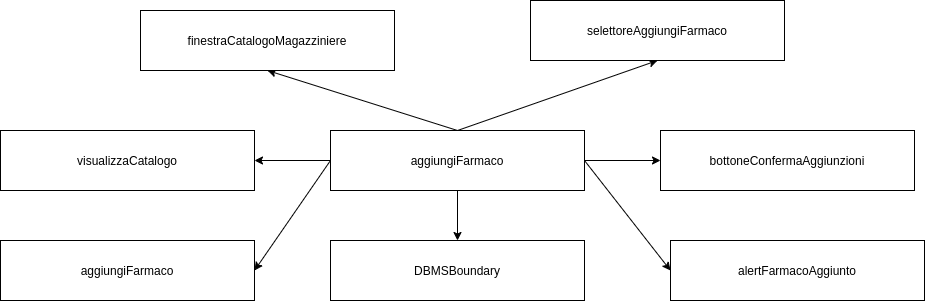 finestraCatalogoMagazziniere
selettoreAggiungiFarmaco
visualizzaCatalogo
aggiungiFarmaco
bottoneConfermaAggiunzioni
aggiungiFarmaco
DBMSBoundary
alertFarmacoAggiunto